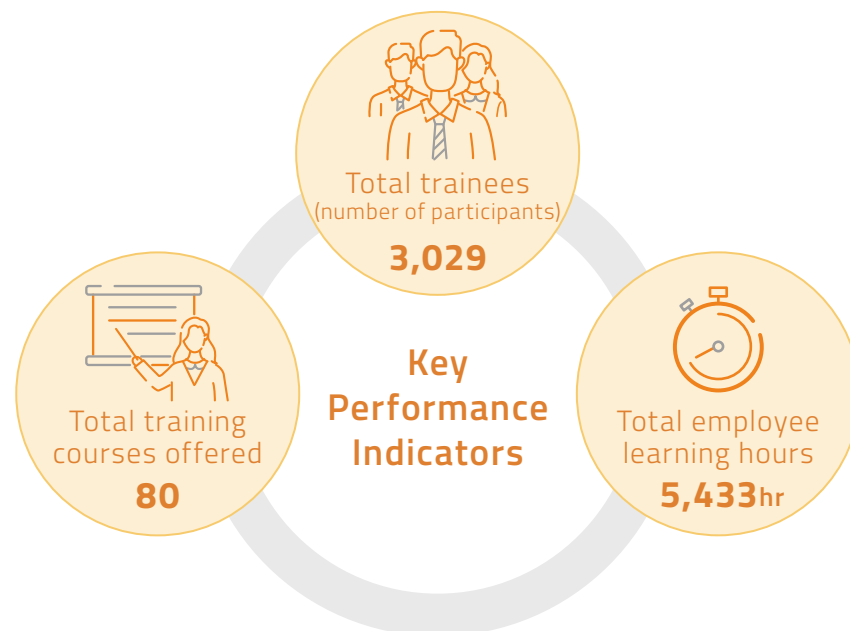 Total trainees
(number of participants)
3,029
Total training
courses offered
80
Key
Performance
Indicators
Total employee
learning hours
5,433hr